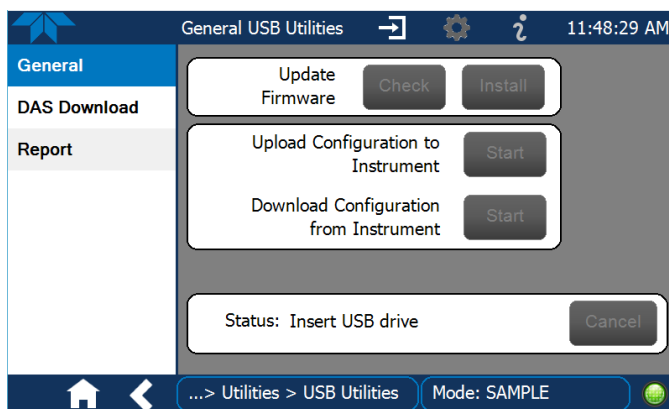 General USB Utilities
11:48:29 AM
General
DAS Download
Report
Update
Firmware
Check
Install
Upload Configuration to
Instrument
Start
Download Configuration
from Instrument
Start
Status: Insert USB drive
Cancel
...> Utilities > USB Utilities
Mode: SAMPLE